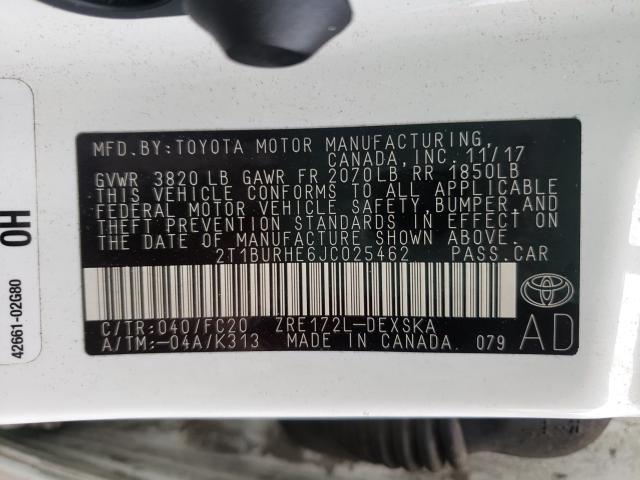 MFD.BY:TOYOTA MOTOR MANUFACTURING,
CANADA, INC. 11/17
GVWR 3820 LB GAWR FR 2070LB RR 1850LB
THIS VEHICLE CONFORMS TO ALL APPLICABLE
FEDERAL MOTOR VEHICLE SAFETY, BUMPER, AND
THEFT PREVENTION STANDARDS IN EFFECT ON
THE DATE OF MANUFACTURE SHOWN ABOVE.
2T1BURHE6JC025462 PASS.CAR
C/TR:040/FC20 ZRE172L-DEXSKA
A/TM:-04A/K313 MADE IN CANADA. 079
AD
OH
42661-02G80